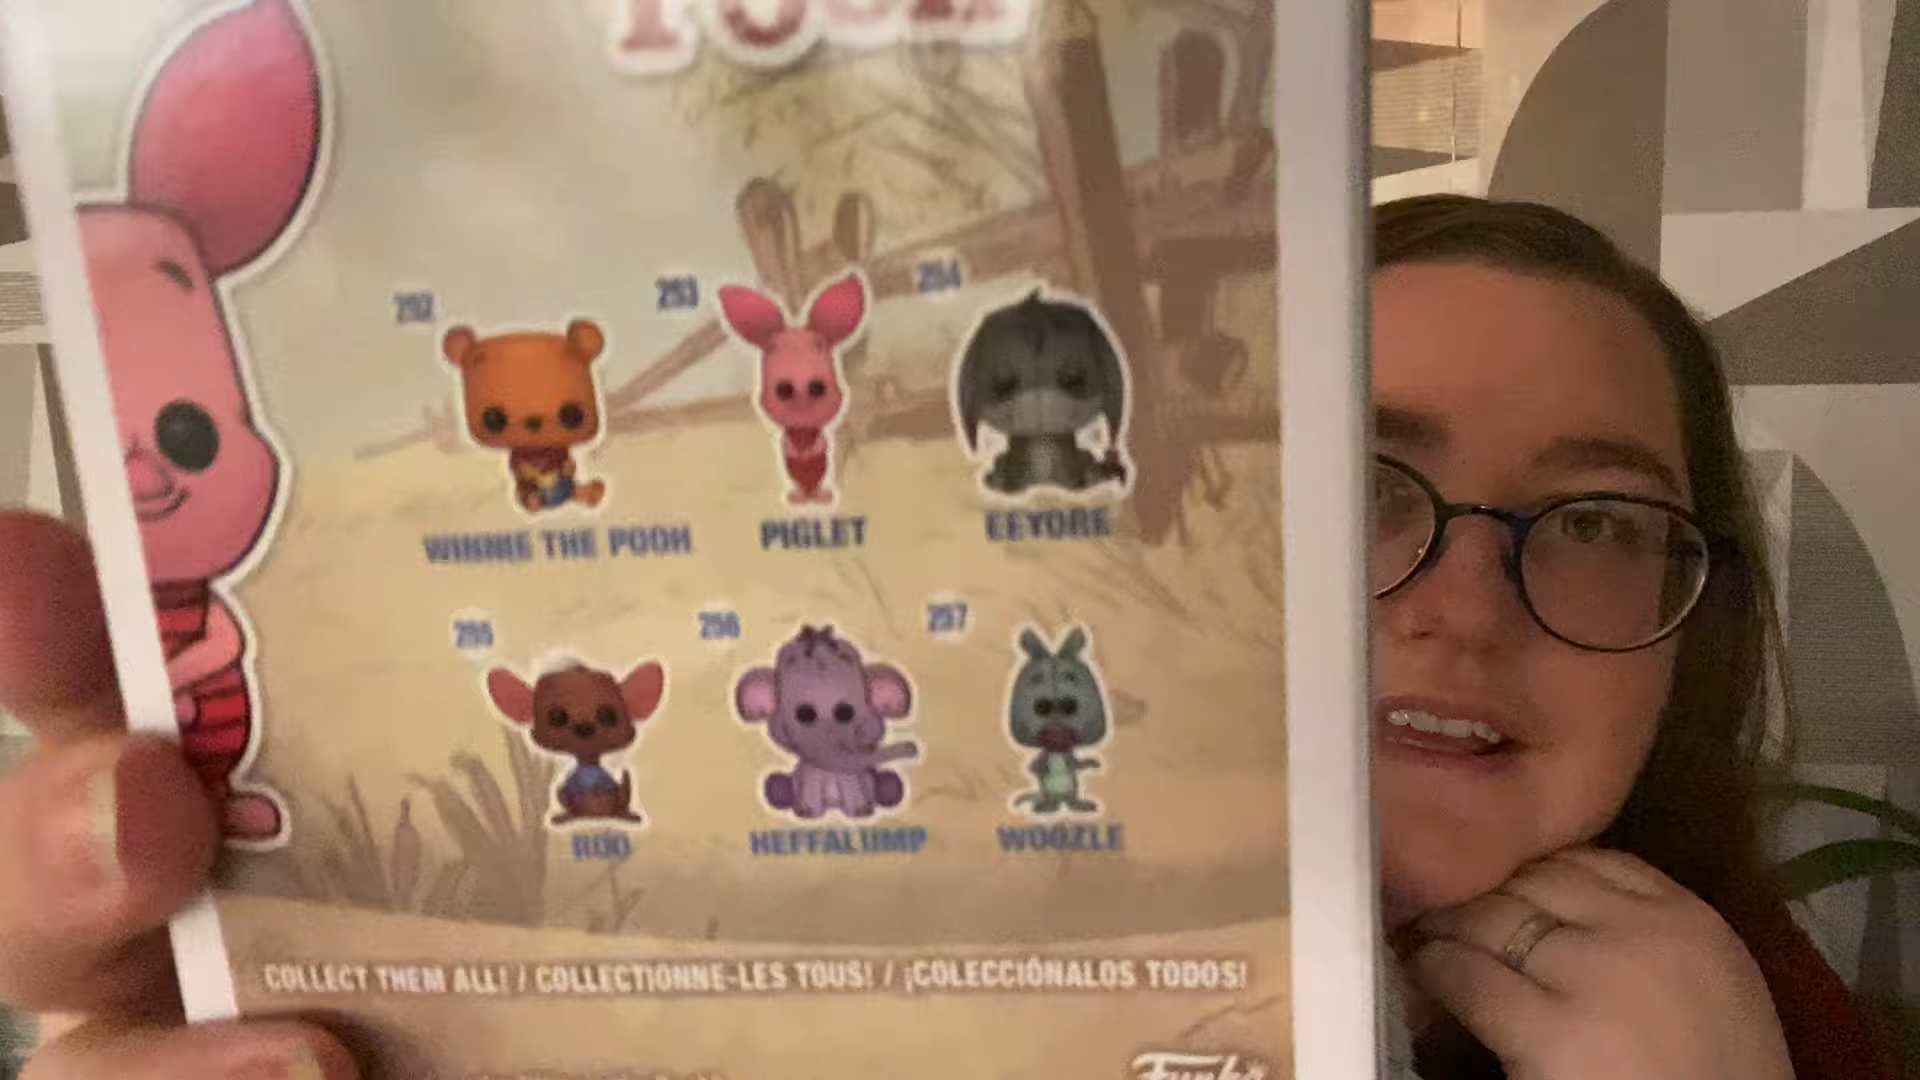 POOH
252 253 254
WINNIE THE POOH PIGLET EEYORE
255 256 257
ROO HEFFALUMP WOOZLE
COLLECT THEM ALL! / COLLECTIONNE-LES TOUS! / ¡COLECCIÓNALOS TODOS!
Funko